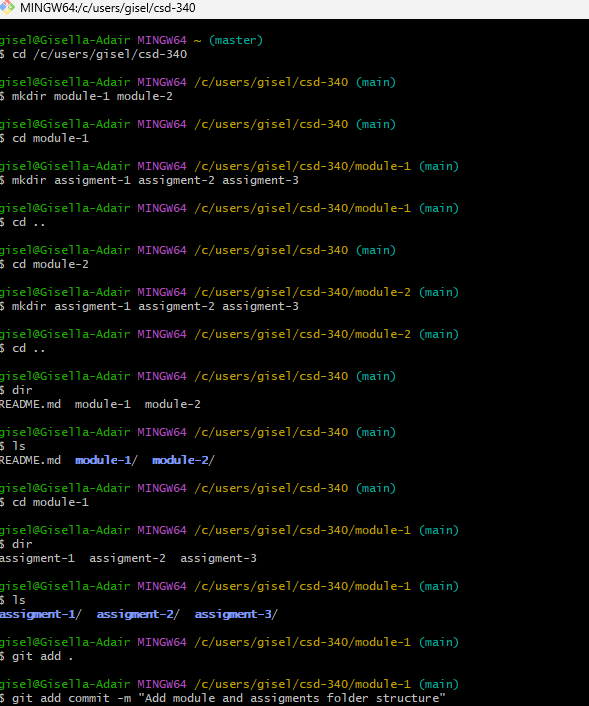 MINGW64:/c/users/gisel/csd-340
gisel@Gisella-Adair MINGW64 ~ (master)
$ cd /c/users/gisel/csd-340
gisel@Gisella-Adair MINGW64 /c/users/gisel/csd-340 (main)
$ mkdir module-1 module-2
gisel@Gisella-Adair MINGW64 /c/users/gisel/csd-340 (main)
$ cd module-1
gisel@Gisella-Adair MINGW64 /c/users/gisel/csd-340/module-1 (main)
$ mkdir assigment-1 assigment-2 assigment-3
gisel@Gisella-Adair MINGW64 /c/users/gisel/csd-340/module-1 (main)
$ cd ..
gisel@Gisella-Adair MINGW64 /c/users/gisel/csd-340 (main)
$ cd module-2
gisel@Gisella-Adair MINGW64 /c/users/gisel/csd-340/module-2 (main)
$ mkdir assigment-1 assigment-2 assigment-3
gisel@Gisella-Adair MINGW64 /c/users/gisel/csd-340/module-2 (main)
$ cd ..
gisel@Gisella-Adair MINGW64 /c/users/gisel/csd-340 (main)
$ dir
README.md  module-1  module-2
gisel@Gisella-Adair MINGW64 /c/users/gisel/csd-340 (main)
$ ls
README.md  module-1/  module-2/
gisel@Gisella-Adair MINGW64 /c/users/gisel/csd-340 (main)
$ cd module-1
gisel@Gisella-Adair MINGW64 /c/users/gisel/csd-340/module-1 (main)
$ dir
assigment-1  assigment-2  assigment-3
gisel@Gisella-Adair MINGW64 /c/users/gisel/csd-340/module-1 (main)
$ ls
assigment-1/  assigment-2/  assigment-3/
gisel@Gisella-Adair MINGW64 /c/users/gisel/csd-340/module-1 (main)
$ git add .
gisel@Gisella-Adair MINGW64 /c/users/gisel/csd-340/module-1 (main)
$ git add commit -m "Add module and assigments folder structure"